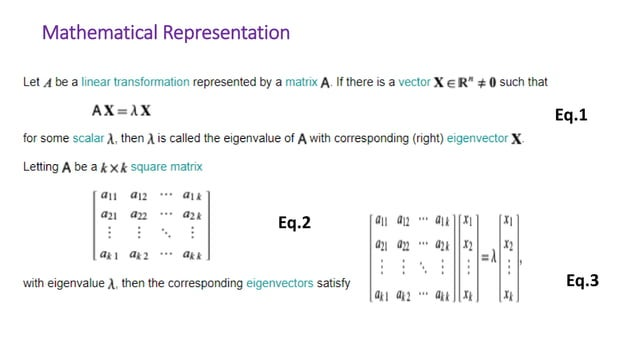 Mathematical Representation
Let A be a linear transformation represented by a matrix A. If there is a vector X ∈ ℝⁿ ≠ 0 such that
A X = λ X
Eq.1
for some scalar λ, then λ is called the eigenvalue of A with corresponding (right) eigenvector X.
Letting A be a k×k square matrix
[ a11 a12 ⋯ a1k
a21 a22 ⋯ a2k
⋮ ⋮ ⋱ ⋮
ak1 ak2 ⋯ akk ]
Eq.2
with eigenvalue λ, then the corresponding eigenvectors satisfy
[ a11 a12 ⋯ a1k ] [ x1 ] [ x1 ]
a21 a22 ⋯ a2k x2 = λ x2
⋮ ⋮ ⋱ ⋮ ⋮ ⋮ ,
[ ak1 ak2 ⋯ akk ] [ xk ] [ xk ]
Eq.3